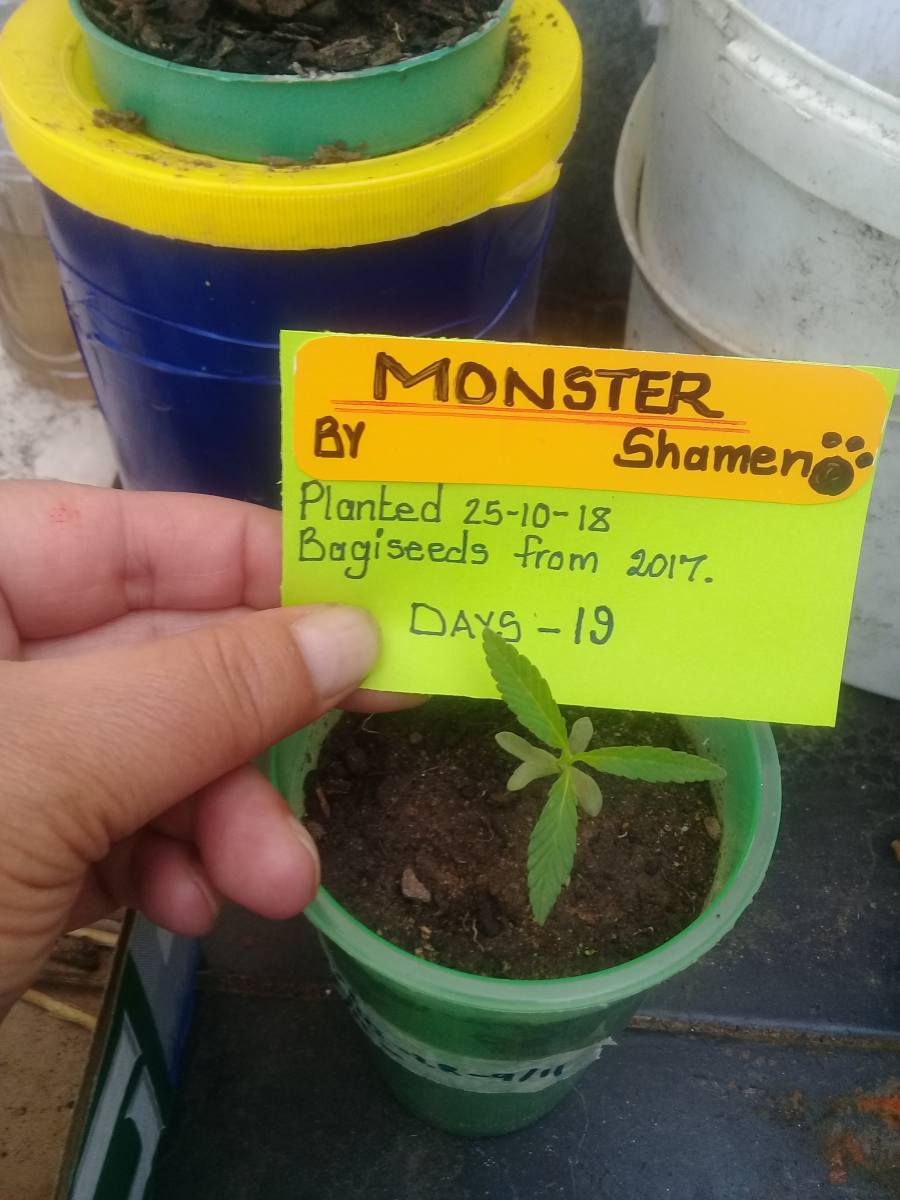 MONSTER
BY Shamen
Planted 25-10-18
Bagiseeds from 2017.
DAYS - 19